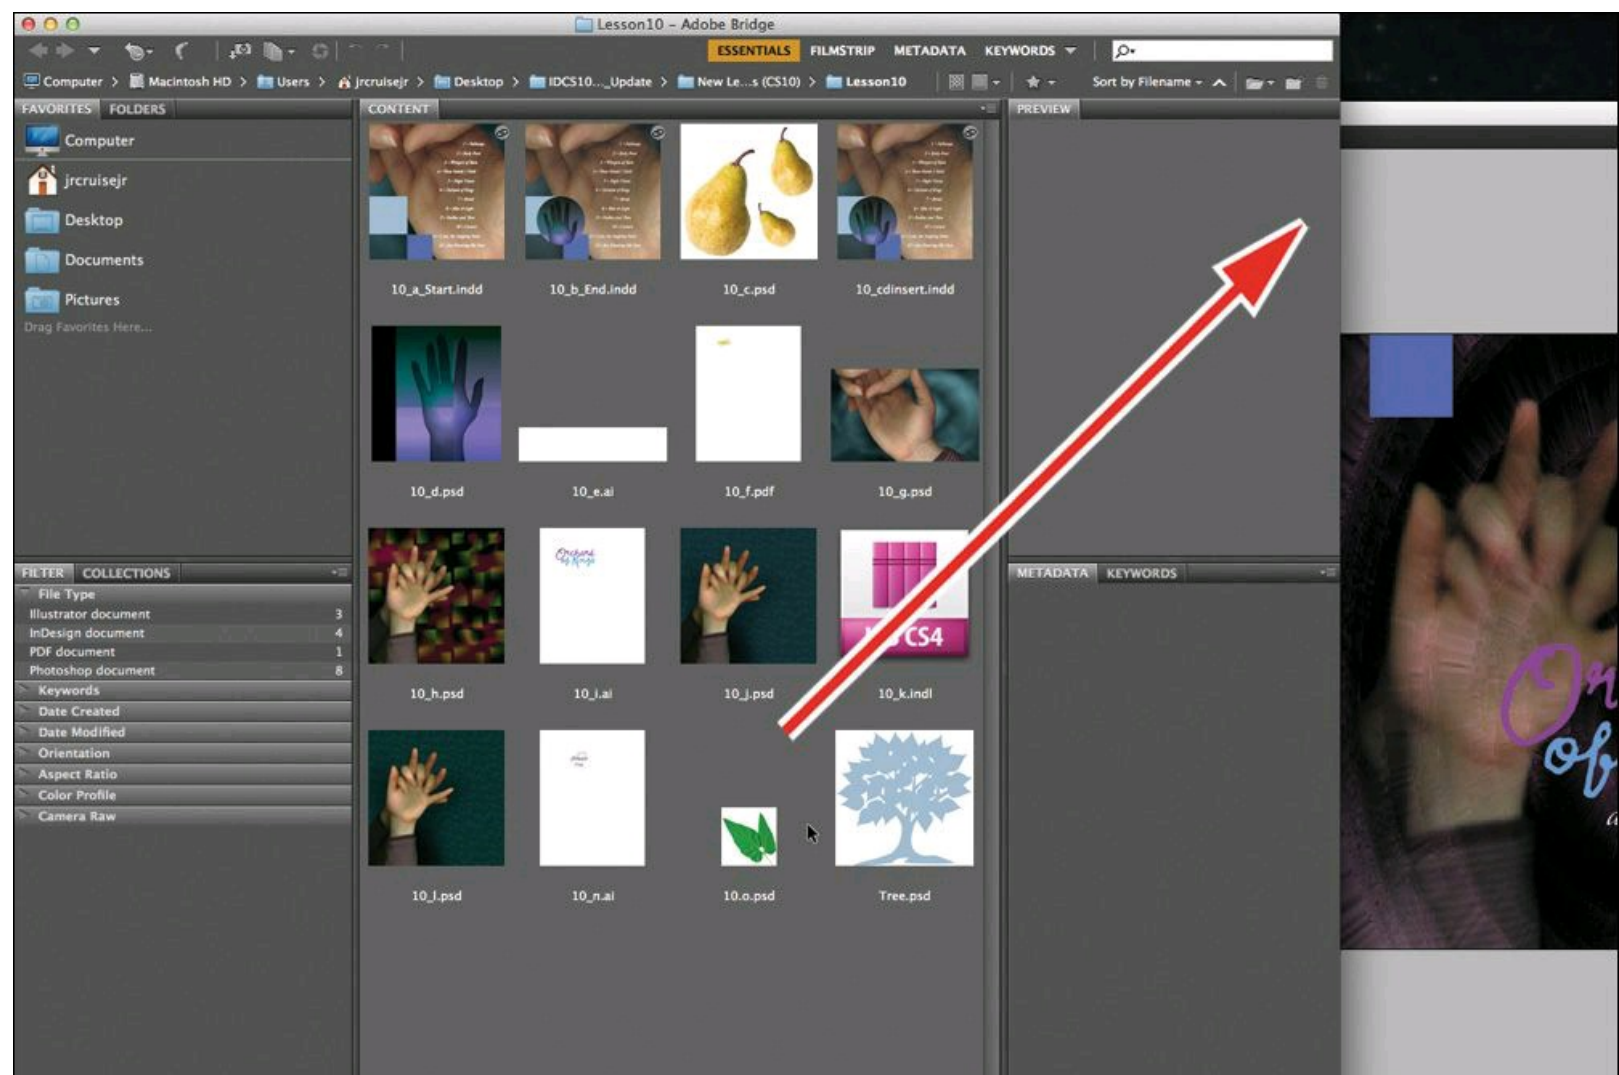 Lesson10 – Adobe Bridge
ESSENTIALS FILMSTRIP METADATA KEYWORDS
Computer > Macintosh HD > Users > jrcruisejr > Desktop > IDCS10..._Update > New Le...s (CS10) > Lesson10 Sort by Filename
FAVORITES FOLDERS
Computer
jrcruisejr
Desktop
Documents
Pictures
Drag Favorites Here...
FILTER COLLECTIONS
File Type
Illustrator document 3
InDesign document 4
PDF document 1
Photoshop document 8
Keywords
Date Created
Date Modified
Orientation
Aspect Ratio
Color Profile
Camera Raw
CONTENT
10_a_Start.indd 10_b_End.indd 10_c.psd 10_cdinsert.indd
10_d.psd 10_e.ai 10_f.pdf 10_g.psd
Orchard
of Kings
CS4
10_h.psd 10_i.ai 10_j.psd 10_k.indl
10_l.psd 10_n.ai 10.o.psd Tree.psd
PREVIEW
METADATA KEYWORDS
of